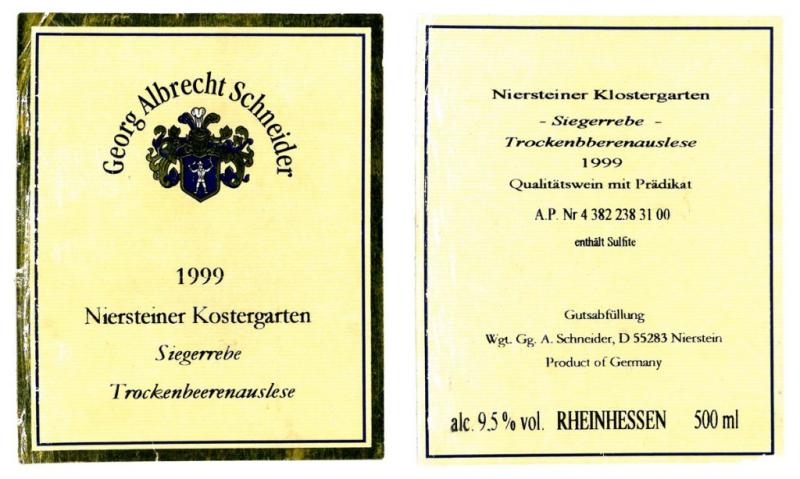 Georg Albrecht Schneider
1999
Niersteiner Kostergarten
Siegerrebe
Trockenbeerenauslese
Niersteiner Klostergarten
- Siegerrebe -
Trockenbberenauslese
1999
Qualitätswein mit Prädikat
A.P. Nr 4 382 238 31 00
enthält Sulfite
Gutsabfüllung
Wgt. Gg. A. Schneider, D 55283 Nierstein
Product of Germany
alc. 9.5 % vol. RHEINHESSEN 500 ml